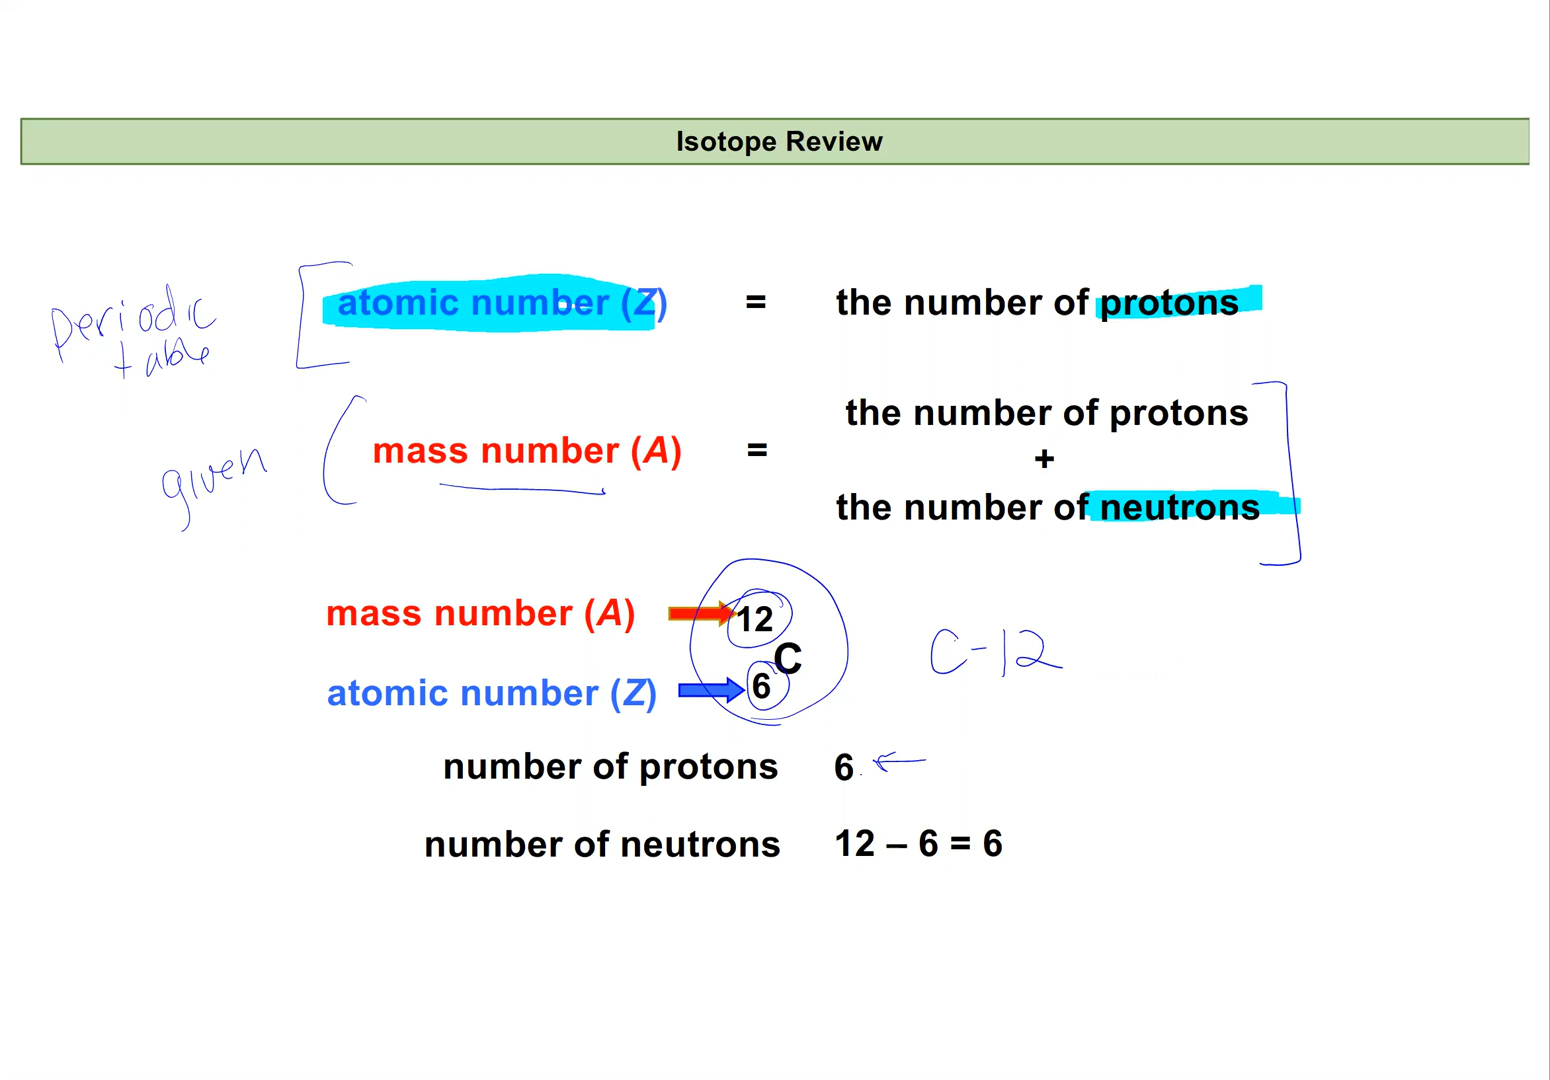 Isotope Review
periodic
table
atomic number (Z) = the number of protons
given
mass number (A) =
the number of protons
+
the number of neutrons
mass number (A) 12
C
C-12
atomic number (Z) 6
number of protons 6
number of neutrons 12 – 6 = 6